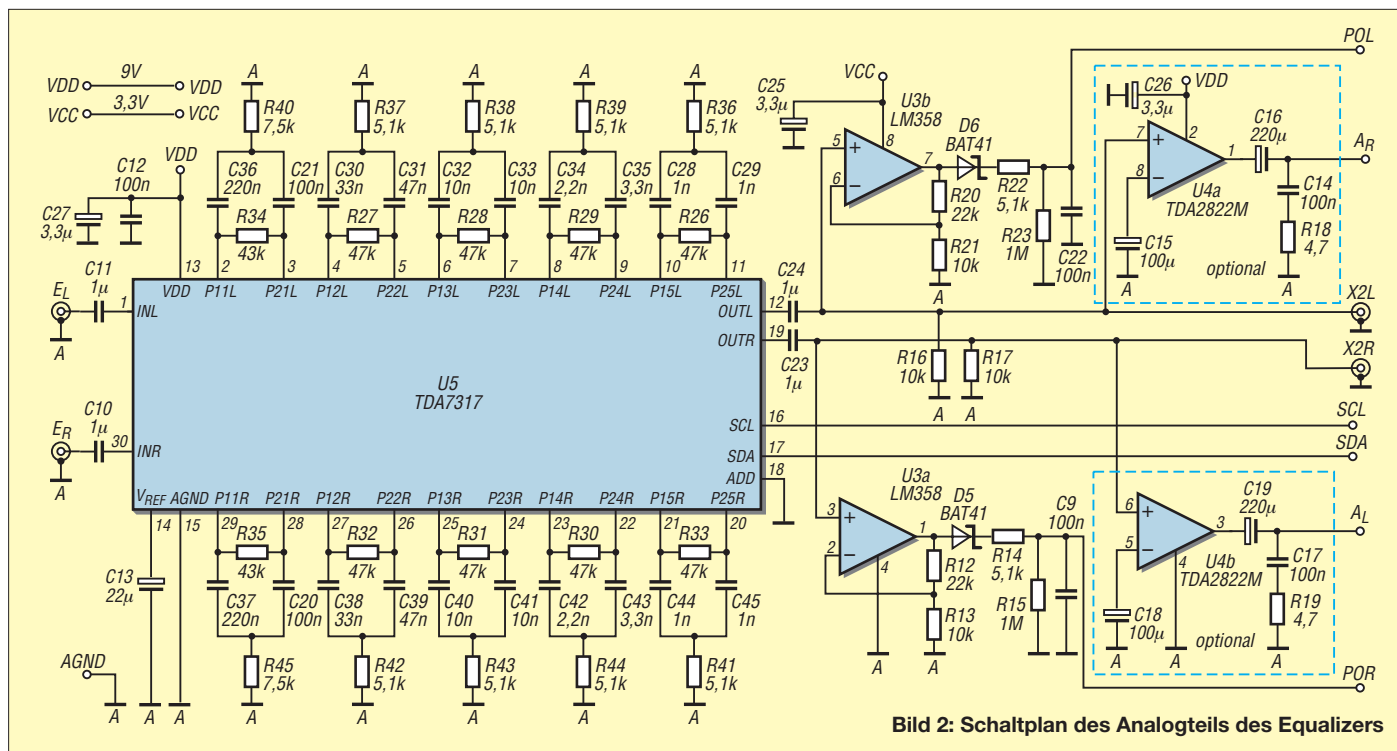 VDD 9V VDD
VCC 3,3V VCC
VDD
C12
100n
C27
3,3µ
A
R40
7,5k
A
R37
5,1k
A
R38
5,1k
A
R39
5,1k
A
R36
5,1k
C36
220n
C21
100n
C30
33n
C31
47n
C32
10n
C33
10n
C34
2,2n
C35
3,3n
C28
1n
C29
1n
R34
43k
R27
47k
R28
47k
R29
47k
R26
47k
13 2 3 4 5 6 7 8 9 10 11
VDD P11L P21L P12L P22L P13L P23L P14L P24L P15L P25L
EL
A
C11
1µ
1
INL
ER
A
C10
1µ
30
INR
U5
TDA7317
OUTL
12
OUTR
19
SCL
16
SDA
17
ADD
18
VREF AGND P11R P21R P12R P22R P13R P23R P14R P24R P15R P25R
14 15 29 28 27 26 25 24 23 22 21 20
R35
43k
R32
47k
R31
47k
R30
47k
R33
47k
C13
22µ
C37
220n
C20
100n
C38
33n
C39
47n
C40
10n
C41
10n
C42
2,2n
C43
3,3n
C44
1n
C45
1n
R45
7,5k
R42
5,1k
R43
5,1k
R44
5,1k
R41
5,1k
AGND
A
A
A
A
A
A
A
A
C24
1µ
C23
1µ
C25
3,3µ
VCC
U3b
LM358
8
5
+
6
–
7
D6
BAT41
R20
22k
R21
10k
A
R22
5,1k
R23
1M
C22
100n
POL
C26
3,3µ
VDD
2
7
+
8
–
1
U4a
TDA2822M
C15
100µ
A
C16
220µ
C14
100n
R18
4,7
A
optional
AR
X2L
A
X2R
A
R16
10k
A
R17
10k
A
SCL
SDA
U3a
LM358
3
+
2
–
1
4
A
D5
BAT41
R12
22k
R13
10k
A
R14
5,1k
R15
1M
C9
100n
6
+
5
–
3
4
U4b
TDA2822M
C18
100µ
A
A
C19
220µ
C17
100n
R19
4,7
A
optional
AL
POR
Bild 2: Schaltplan des Analogteils des Equalizers